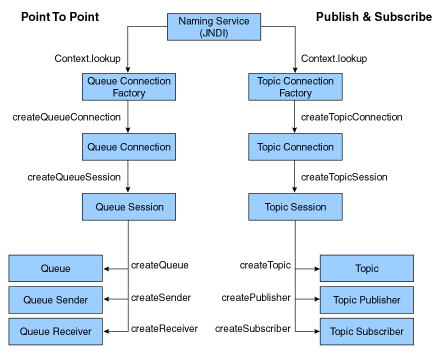 Point To Point
Publish & Subscribe
Naming Service
(JNDI)
Context.lookup
Context.lookup
Queue Connection
Factory
Topic Connection
Factory
createQueueConnection
createTopicConnection
Queue Connection
Topic Connection
createQueueSession
createTopicSession
Queue Session
Topic Session
Queue
createQueue
createTopic
Topic
Queue Sender
createSender
createPublisher
Topic Publisher
Queue Receiver
createReceiver
createSubscriber
Topic Subscriber